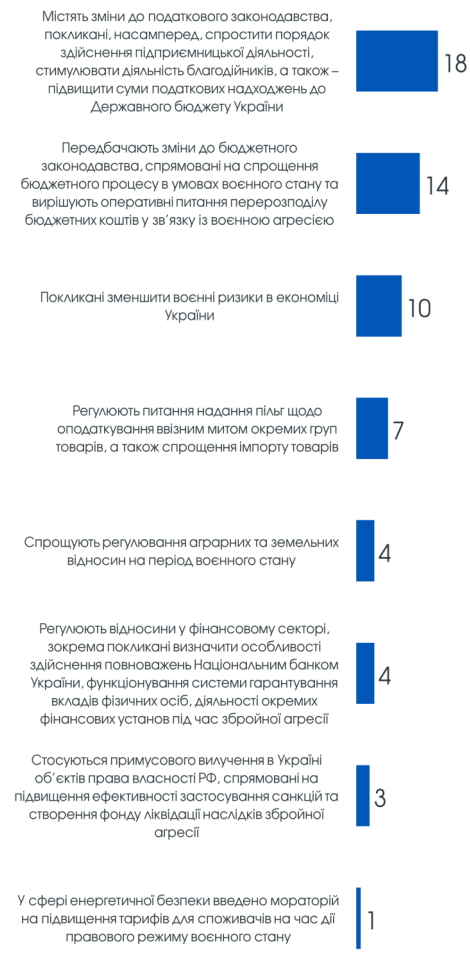 Містять зміни до податкового законодавства,
покликані, насамперед, спростити порядок
здійснення підприємницької діяльності,
стимулювати діяльність благодійників, а також –
підвищити суми податкових надходжень до
Державного бюджету України
18
Передбачають зміни до бюджетного
законодавства, спрямовані на спрощення
бюджетного процесу в умовах воєнного стану та
вирішують оперативні питання перерозподілу
бюджетних коштів у зв’язку із воєнною агресією
14
Покликані зменшити воєнні ризики в економіці
України
10
Регулюють питання надання пільг щодо
оподаткування ввізним митом окремих груп
товарів, а також спрощення імпорту товарів
7
Спрощують регулювання аграрних та земельних
відносин на період воєнного стану
4
Регулюють відносини у фінансовому секторі,
зокрема покликані визначити особливості
здійснення повноважень Національним банком
України, функціонування системи гарантування
вкладів фізичних осіб, діяльності окремих
фінансових установ під час збройної агресії
4
Стосуються примусового вилучення в Україні
об’єктів права власності РФ, спрямовані на
підвищення ефективності застосування санкцій та
створення фонду ліквідації наслідків збройної
агресії
3
У сфері енергетичної безпеки введено мораторій
на підвищення тарифів для споживачів на час дії
правового режиму воєнного стану
1